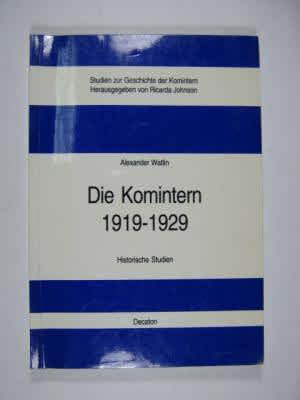 Studien zur Geschichte der Komintern
Herausgegeben von Ricarda Johnson
Alexander Watlin
Die Komintern
1919-1929
Historische Studien
Decaton